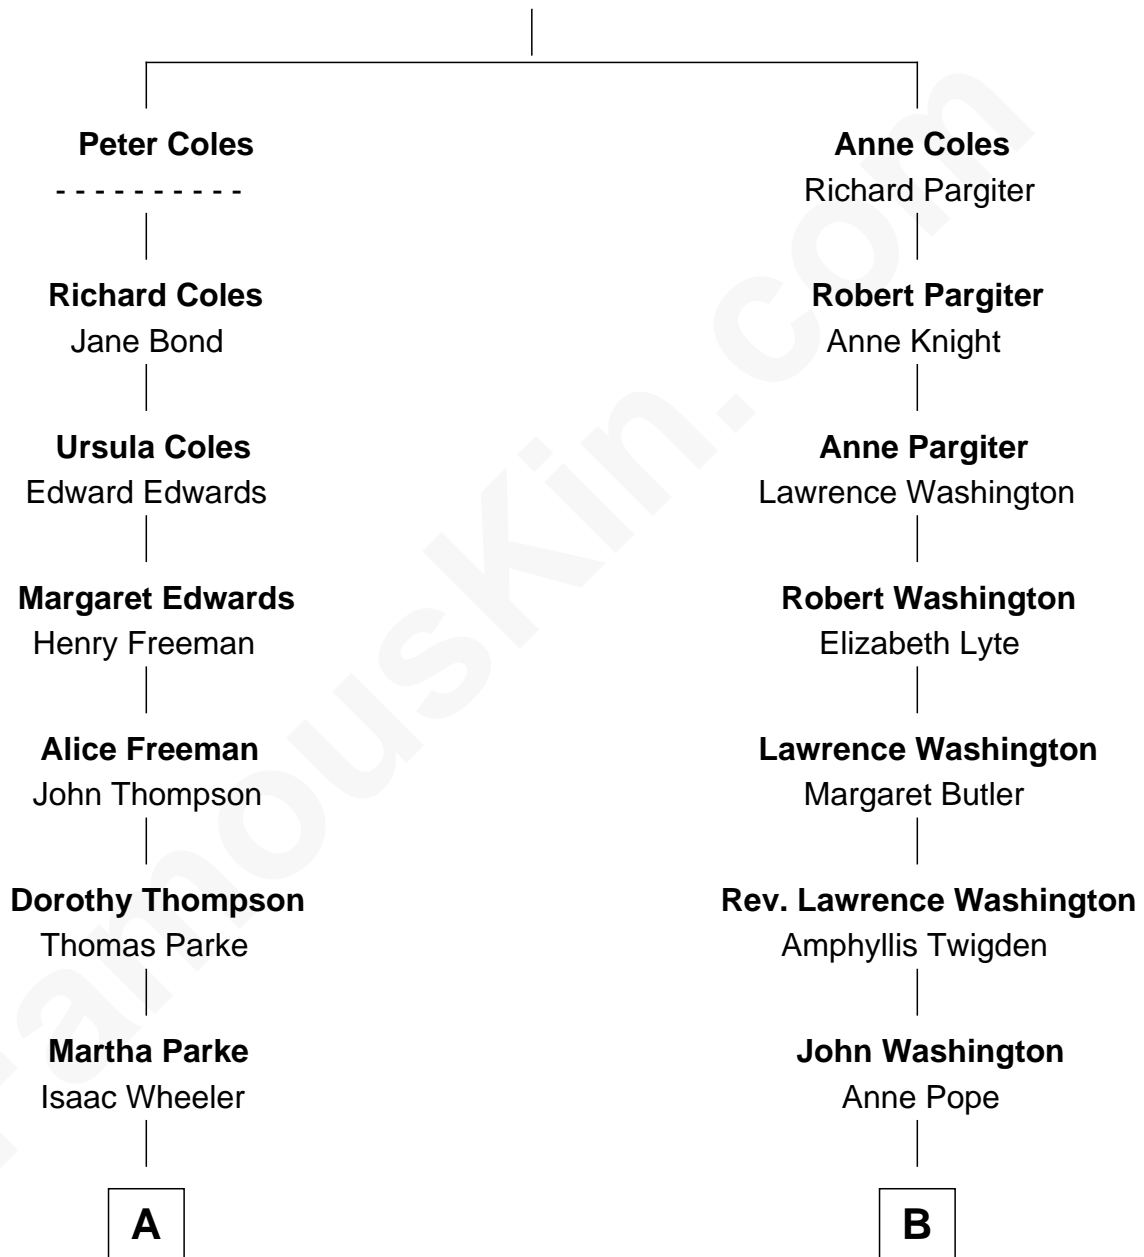 Peter Coles
- - - - - - - - - -
Richard Coles
Jane Bond
Ursula Coles
Edward Edwards
Margaret Edwards
Henry Freeman
Alice Freeman
John Thompson
Dorothy Thompson
Thomas Parke
Martha Parke
Isaac Wheeler
A
Anne Coles
Richard Pargiter
Robert Pargiter
Anne Knight
Anne Pargiter
Lawrence Washington
Robert Washington
Elizabeth Lyte
Lawrence Washington
Margaret Butler
Rev. Lawrence Washington
Amphyllis Twigden
John Washington
Anne Pope
B
FamousKin.com